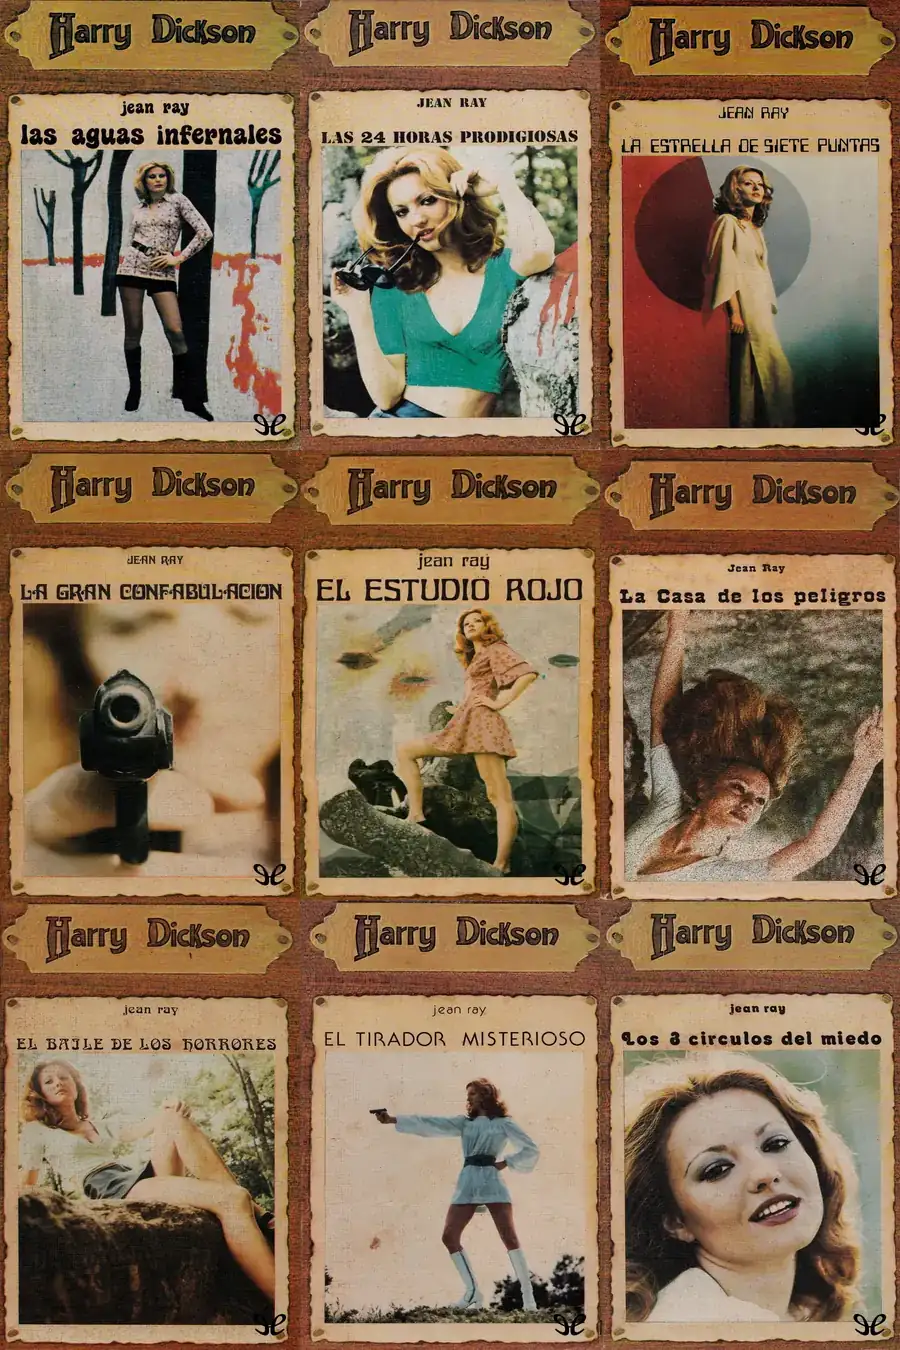 Harry Dickson
jean ray
las aguas infernales
Harry Dickson
JEAN RAY
LAS 24 HORAS PRODIGIOSAS
Harry Dickson
JEAN RAY
LA ESTRELLA DE SIETE PUNTAS
Harry Dickson
JEAN RAY
LA GRAN CONFABULACION
Harry Dickson
jean ray
EL ESTUDIO ROJO
Harry Dickson
Jean Ray
La Casa de los peligros
Harry Dickson
jean ray
EL BAILE DE LOS HORRORES
Harry Dickson
jean ray
EL TIRADOR MISTERIOSO
Harry Dickson
jean ray
Los 3 circulos del miedo